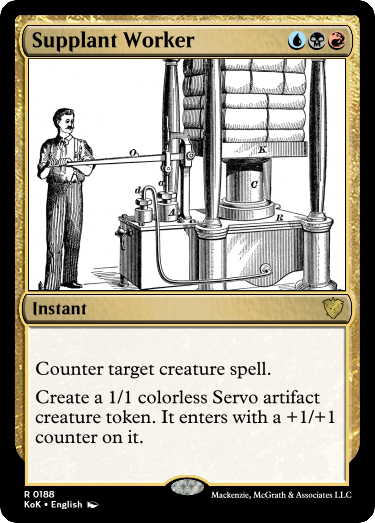 Supplant Worker
O
K
C
d
d
A
R
Instant
Counter target creature spell.
Create a 1/1 colorless Servo artifact
creature token. It enters with a +1/+1
counter on it.
R 0188
KoK • English
Mackenzie, McGrath & Associates LLC